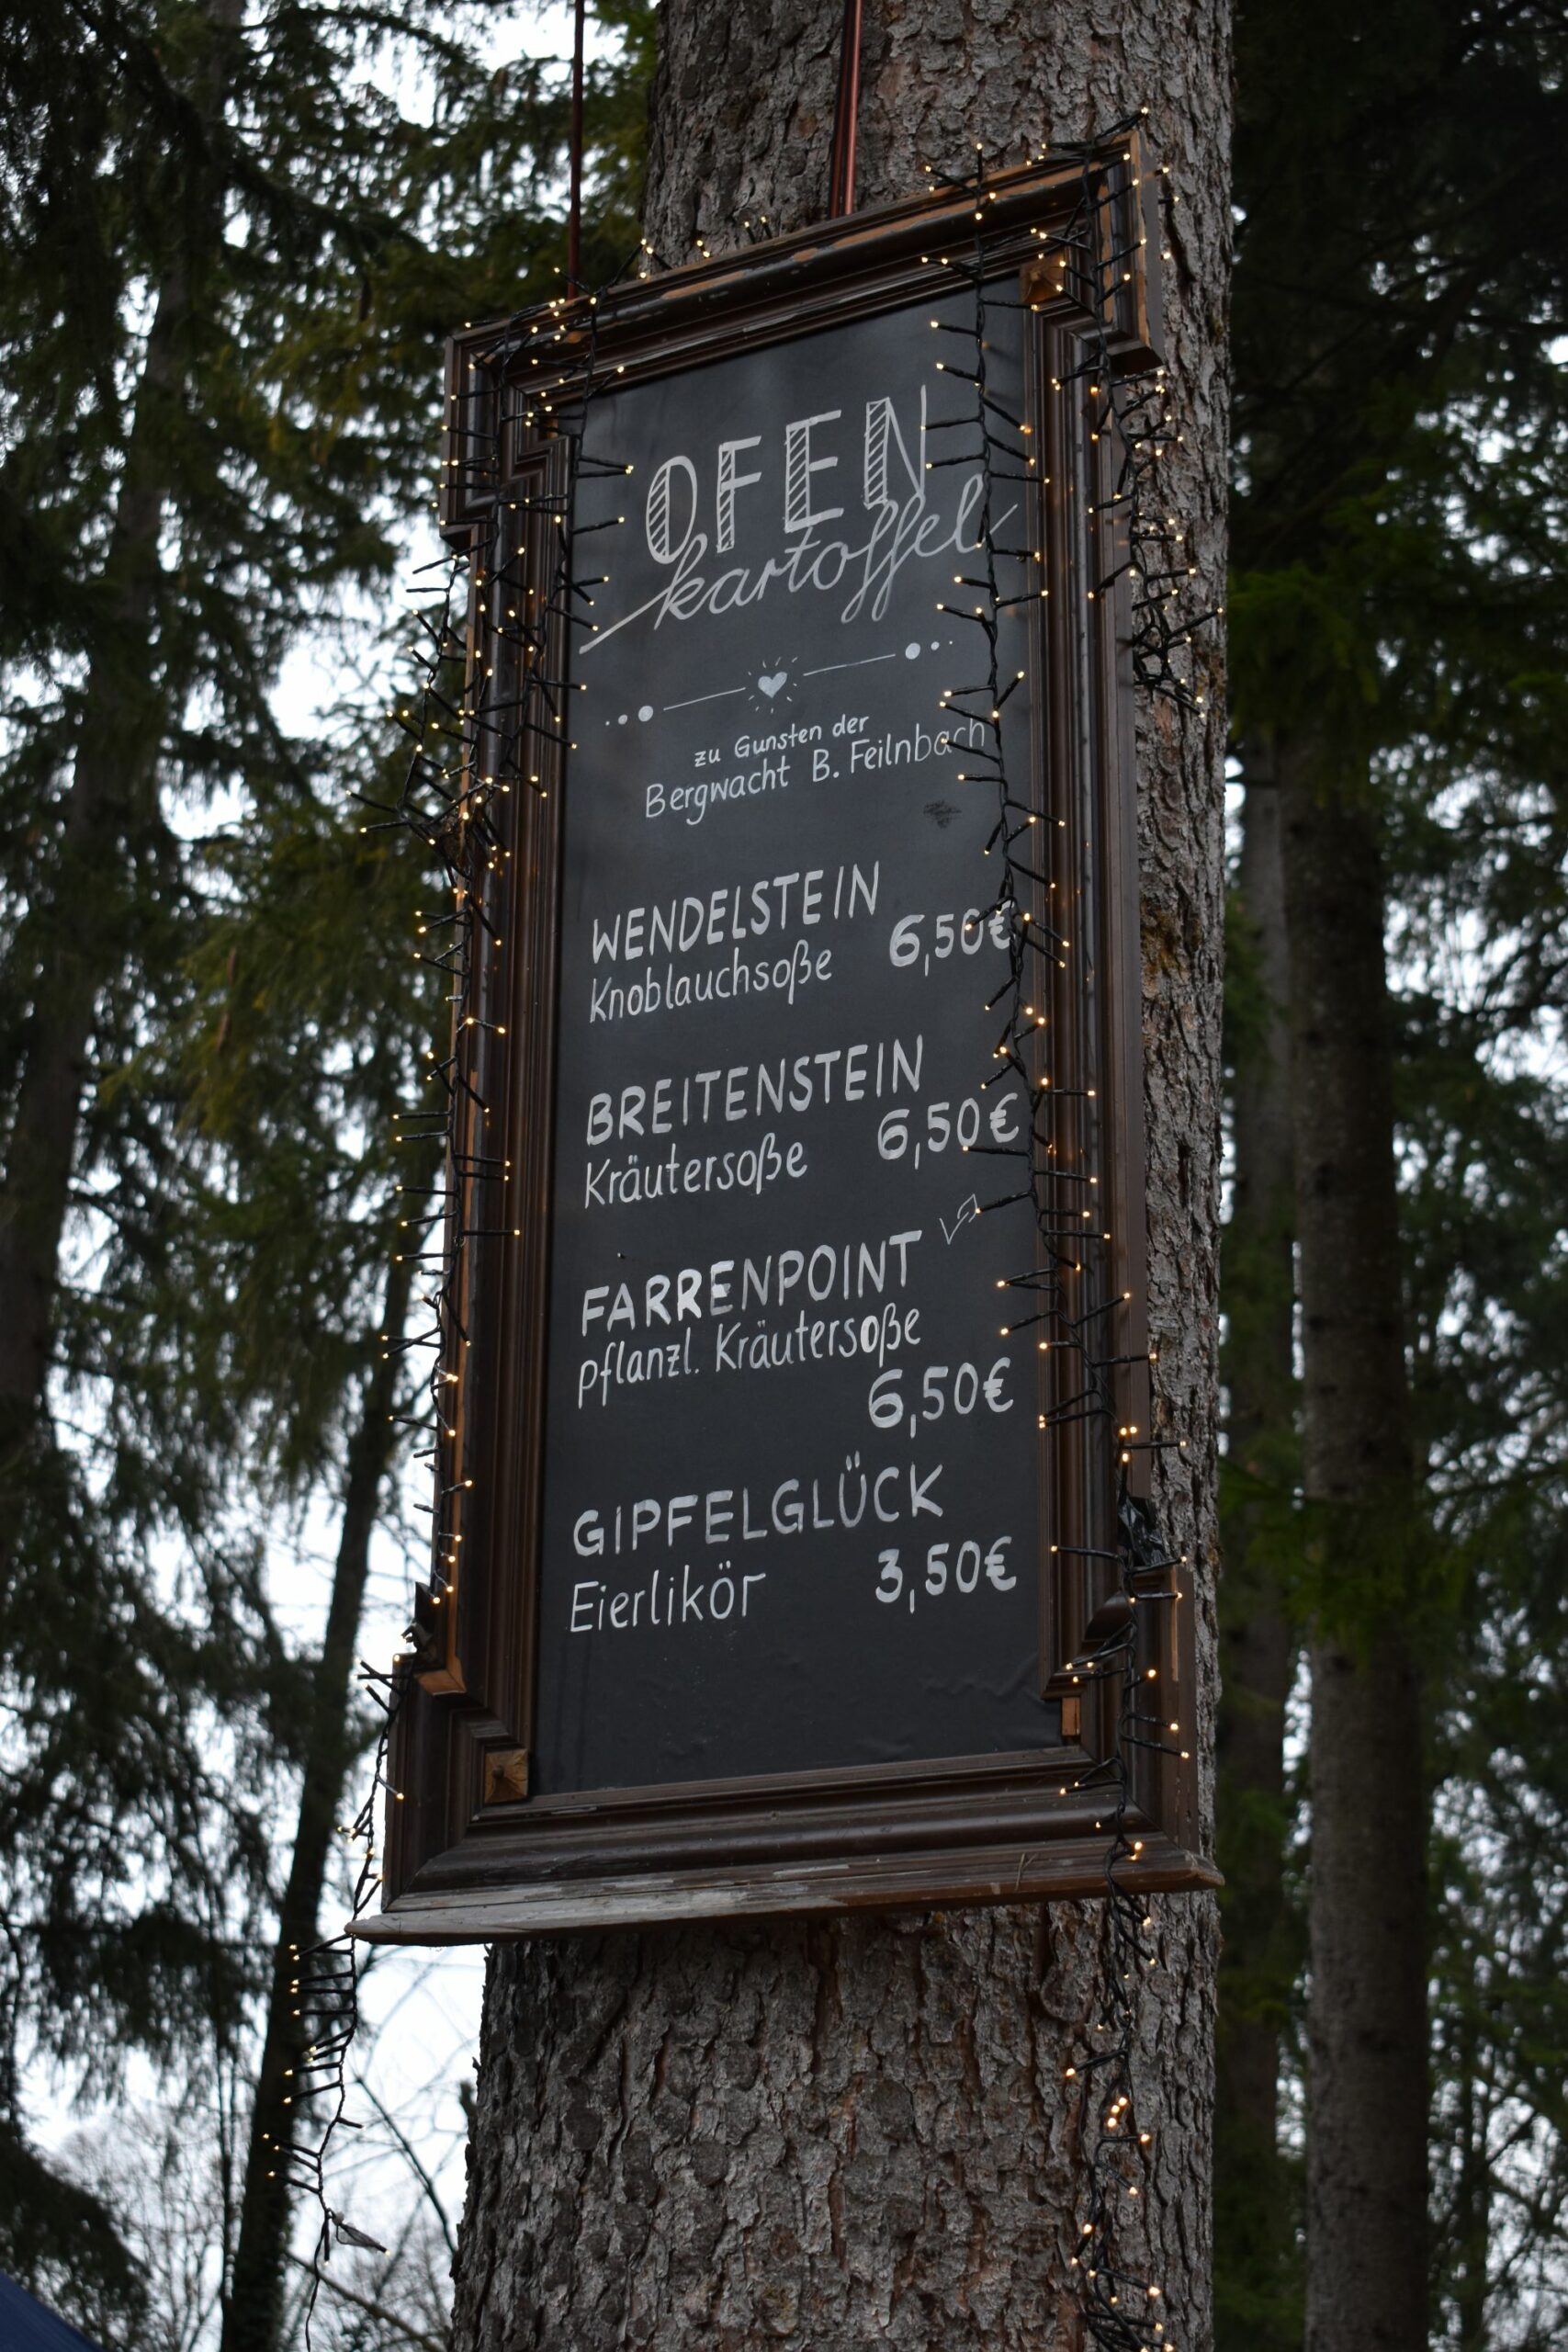 OFEN
kartoffel
zu Gunsten der
Bergwacht B. Feilnbach
WENDELSTEIN
Knoblauchsoße 6,50€
BREITENSTEIN
Kräutersoße 6,50€
FARRENPOINT
pflanzl. Kräutersoße
6,50€
GIPFELGLÜCK
Eierlikör 3,50€